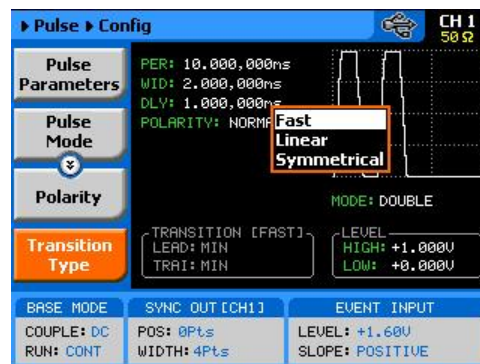 Pulse Config
CH 1
50 Ω
Pulse
Parameters
PER: 10.000,000ns
WID: 2.000,000ns
DLY: 1.000,000ns
POLARITY:
Fast
Linear
Symmetrical
Pulse
Mode
Polarity
MODE: DOUBLE
Transition
Type
TRANSITION [FAST]
LEAD: MIN
TRAI: MIN
LEVEL
HIGH: +1.000V
LOW: +0.000V
BASE MODE
COUPLE: DC
RUN: CONT
SYNC OUT [CH1]
POS: 0Pts
WIDTH: 4Pts
EVENT INPUT
LEVEL: +1.60V
SLOPE: POSITIVE